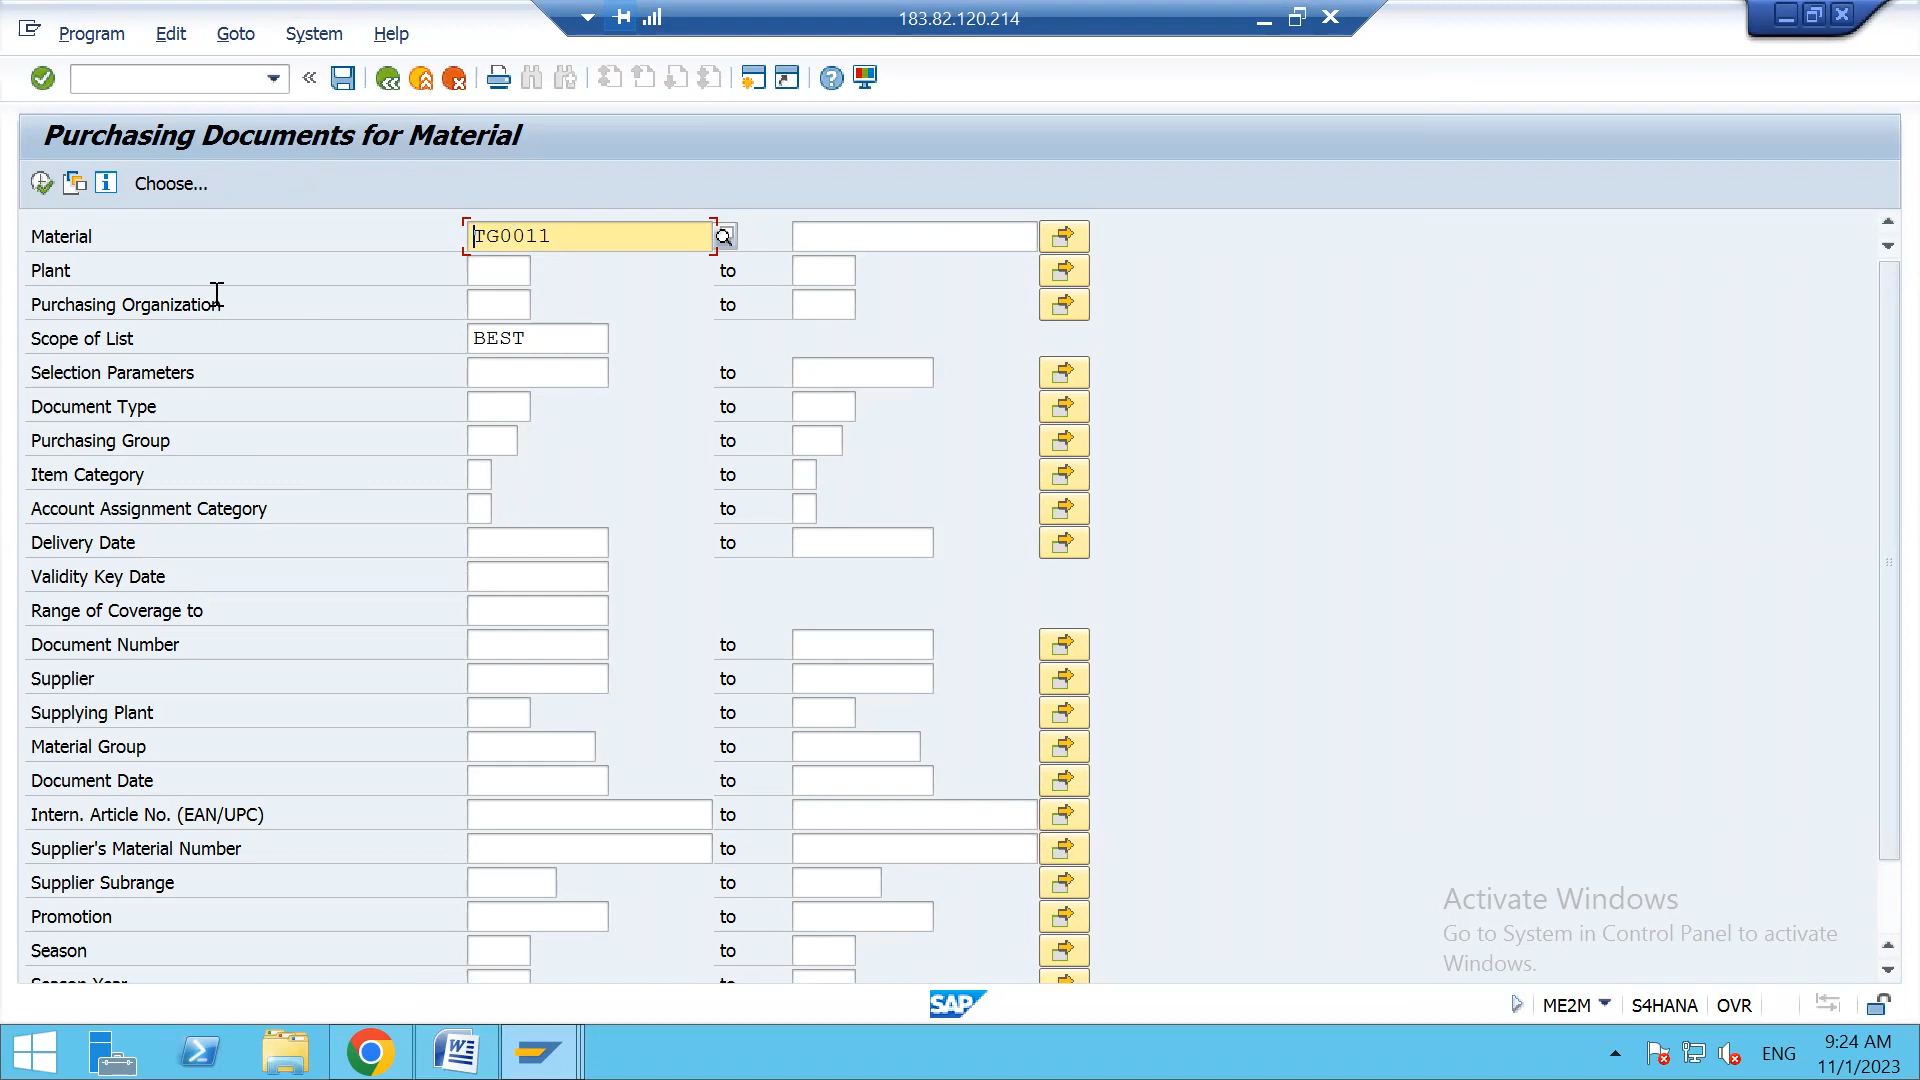 183.82.120.214
Program Edit Goto System Help
Purchasing Documents for Material
Choose...
Material TG0011
Plant to
Purchasing Organization to
Scope of List BEST
Selection Parameters to
Document Type to
Purchasing Group to
Item Category to
Account Assignment Category to
Delivery Date to
Validity Key Date
Range of Coverage to
Document Number to
Supplier to
Supplying Plant to
Material Group to
Document Date to
Intern. Article No. (EAN/UPC) to
Supplier's Material Number to
Supplier Subrange to
Promotion to
Season to
Season Year to
Activate Windows
Go to System in Control Panel to activate
Windows.
SAP
ME2M S4HANA OVR
ENG
9:24 AM
11/1/2023